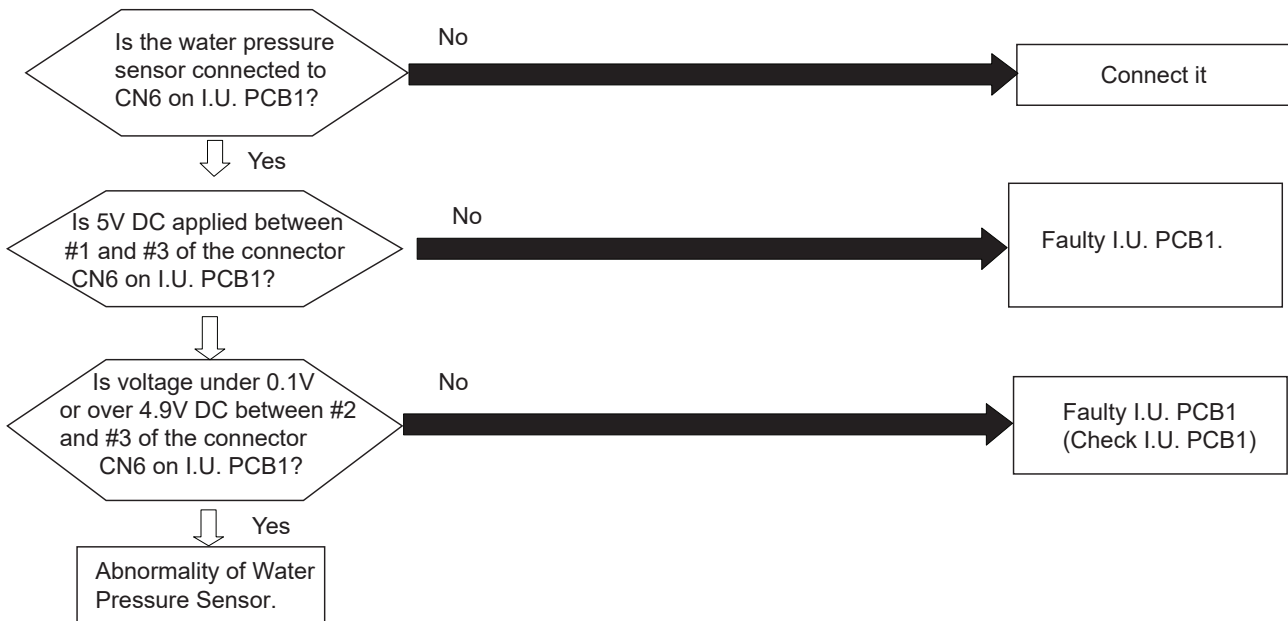 Is the water pressure
sensor connected to
CN6 on I.U. PCB1?
No
Connect it
Yes
Is 5V DC applied between
#1 and #3 of the connector
CN6 on I.U. PCB1?
No
Faulty I.U. PCB1.
Is voltage under 0.1V
or over 4.9V DC between #2
and #3 of the connector
CN6 on I.U. PCB1?
No
Faulty I.U. PCB1
(Check I.U. PCB1)
Yes
Abnormality of Water
Pressure Sensor.